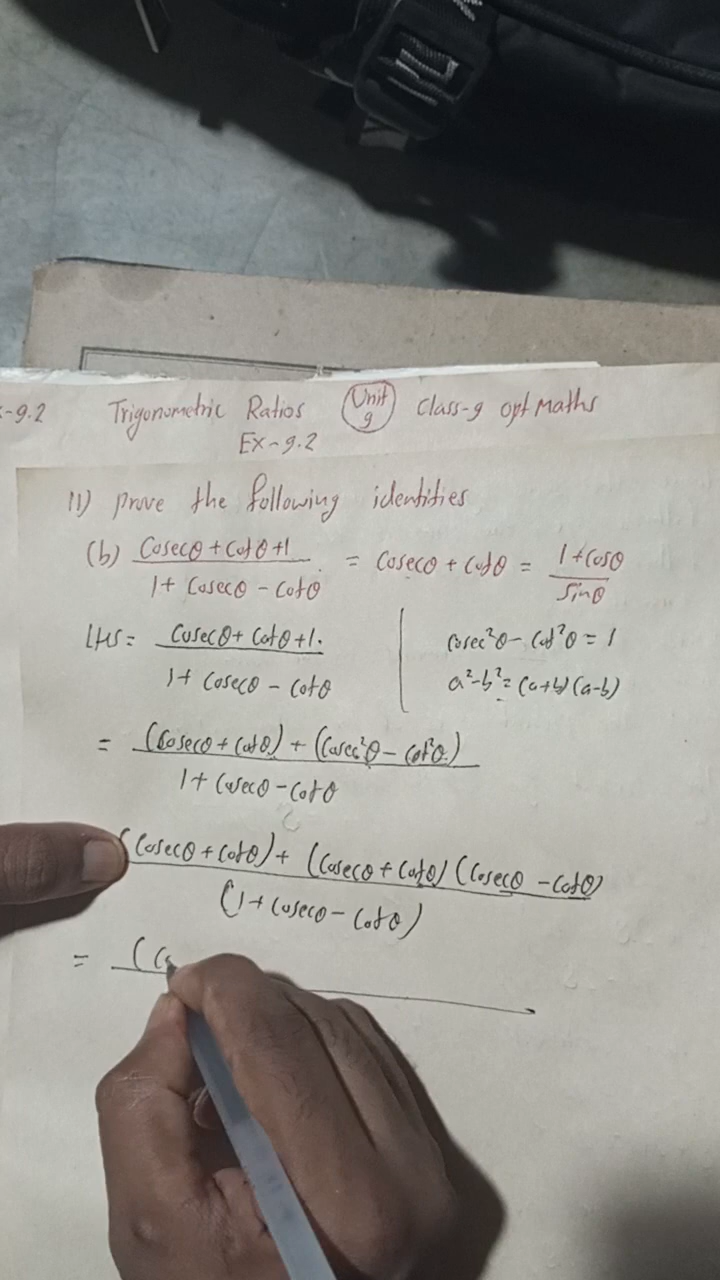 -9.2 Trigonometric Ratios Unit 9 Class-9 opt Maths
Ex-9.2
11) prove the following identities
(b) Cosecθ + Cotθ +1 / 1 + Cosecθ - Cotθ = Cosecθ + Cotθ = 1 + Cosθ / Sinθ
LHS = Cosecθ + Cotθ +1. / 1 + Cosecθ - Cotθ
Cosec²θ - Cot²θ = 1
a²-b² = (a+b) (a-b)
= (Cosecθ + Cotθ) + (Cosec²θ - Cot²θ) / 1 + Cosecθ - Cotθ
(Cosecθ + Cotθ) + (Cosecθ + Cotθ) (Cosecθ - Cotθ) / (1 + Cosecθ - Cotθ)
= (Co